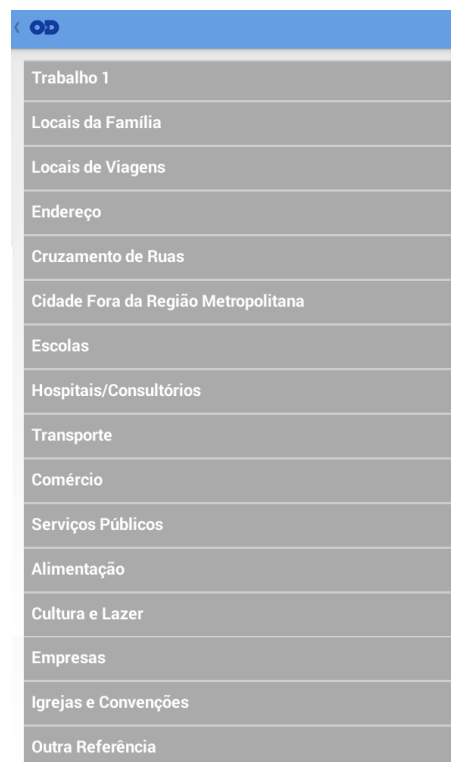 OD
Trabalho 1
Locais da Família
Locais de Viagens
Endereço
Cruzamento de Ruas
Cidade Fora da Região Metropolitana
Escolas
Hospitais/Consultórios
Transporte
Comércio
Serviços Públicos
Alimentação
Cultura e Lazer
Empresas
Igrejas e Convenções
Outra Referência